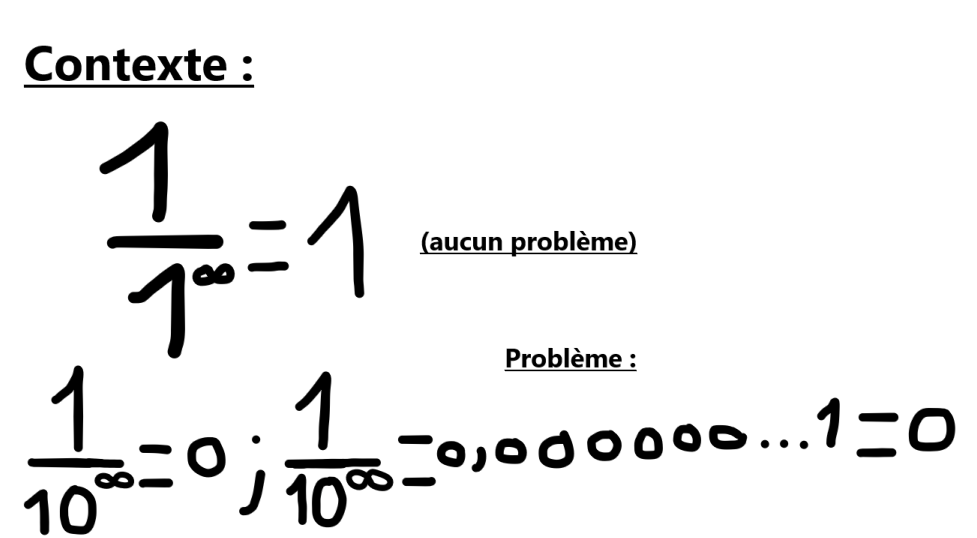 Contexte :
1/1^∞ = 1 (aucun problème)
Problème :
1/10^∞ = 0 ; 1/10^∞ = 0,000000...1 = 0